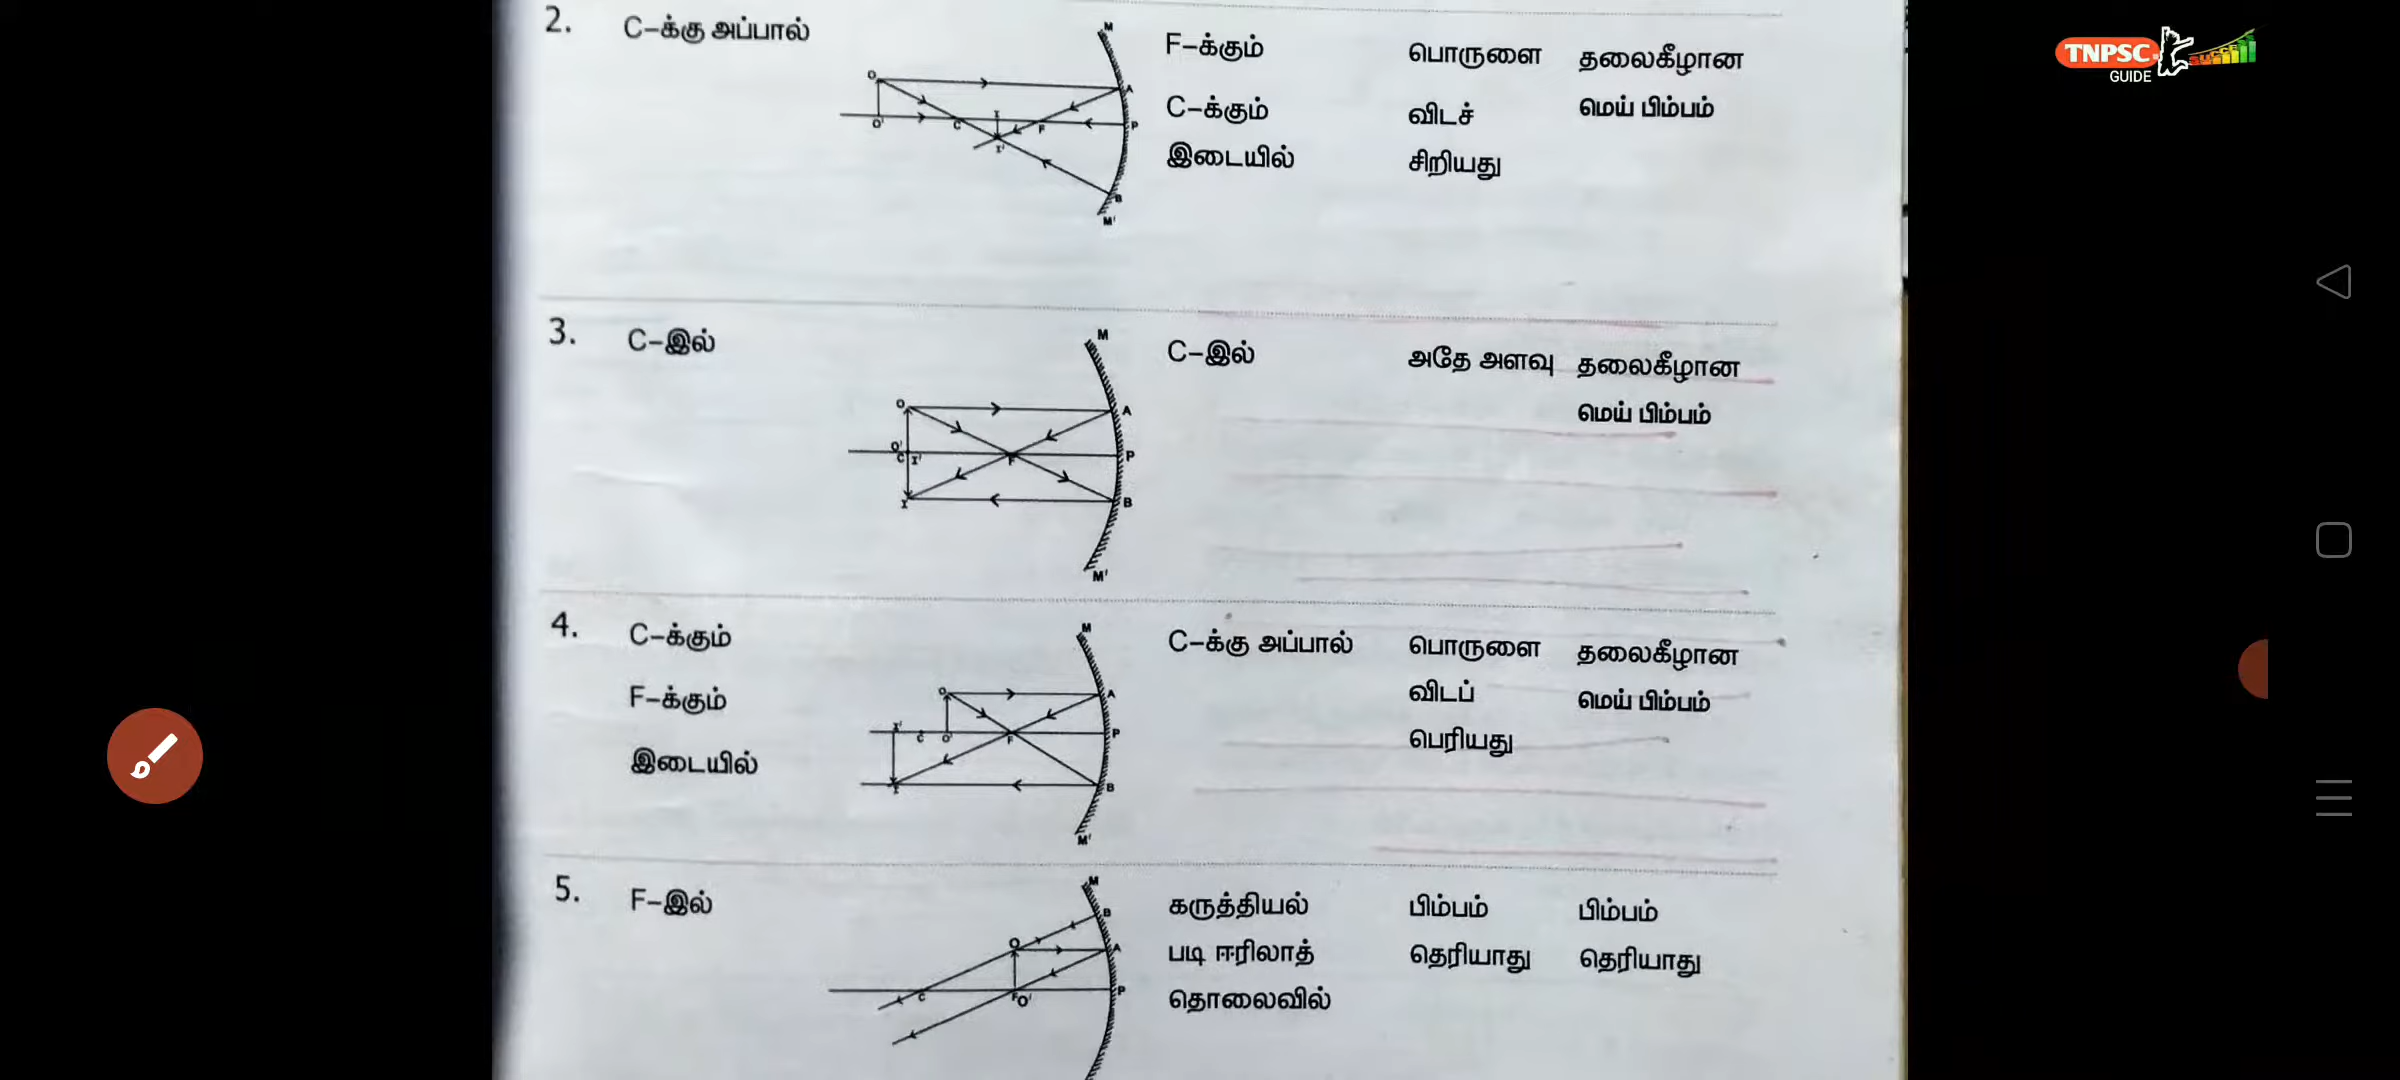 TNPSC
GUIDE
2. C-க்கு அப்பால்
F-க்கும் பொருளை தலைகீழான
C-க்கும் விடச் மெய் பிம்பம்
இடையில் சிறியது
M
O
A
O' C I F P
I'
B
M'
3. C-இல் C-இல் அதே அளவு தலைகீழான
மெய் பிம்பம்
M
O A
O'
C I' F P
I B
M'
4. C-க்கும் C-க்கு அப்பால் பொருளை தலைகீழான
F-க்கும் விடப் மெய் பிம்பம்
இடையில் பெரியது
M
O A
I' C O' F P
I B
M'
5. F-இல் கருத்தியல் பிம்பம் பிம்பம்
படி ஈரிலாத் தெரியாது தெரியாது
தொலைவில்
M
B
O A
C F O' P